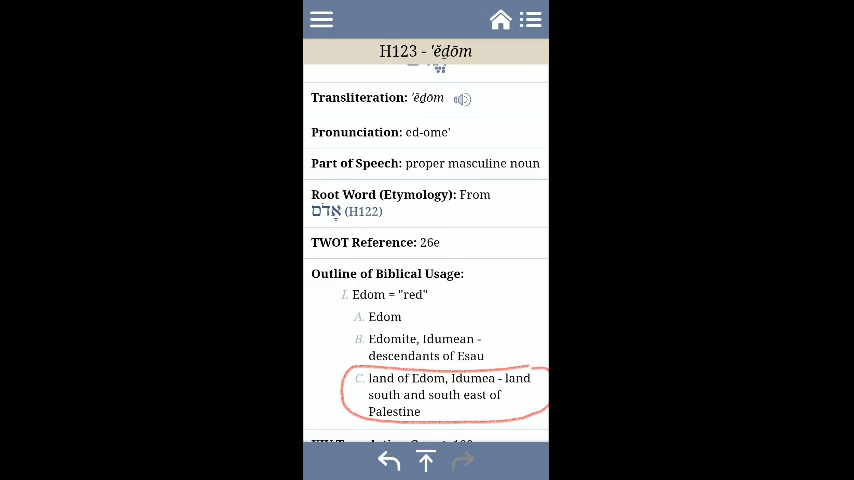 H123 - 'ĕḏōm
Transliteration: 'ĕḏōm
Pronunciation: ed-ome'
Part of Speech: proper masculine noun
Root Word (Etymology): From
אָדֹם (H122)
TWOT Reference: 26e
Outline of Biblical Usage:
I. Edom = "red"
A. Edom
B. Edomite, Idumean -
descendants of Esau
C. land of Edom, Idumea - land
south and south east of
Palestine